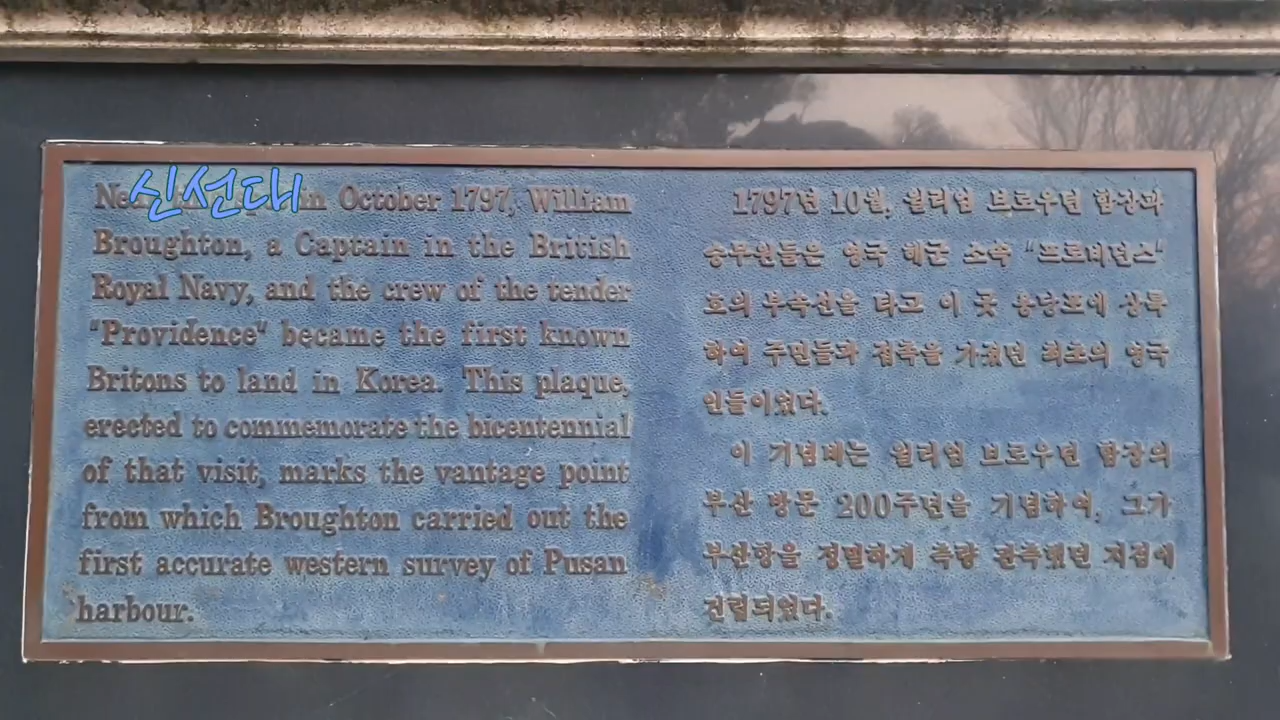 신선대
in October 1797, William
Broughton, a Captain in the British
Royal Navy, and the crew of the tender
"Providence" became the first known
Britons to land in Korea. This plaque,
erected to commemorate the bicentennial
of that visit, marks the vantage point
from which Broughton carried out the
first accurate western survey of Pusan
harbour.
1797년 10월, 윌리엄 브로우턴 함장과
승무원들은 영국 해군 소속 "프로비던스"
호의 부속선을 타고 이 곳 용당포에 상륙
하여 주민들과 접촉을 가졌던 최초의 영국
인들이었다.
이 기념비는 윌리엄 브로우턴 함장의
부산 방문 200주년을 기념하여, 그가
부산항을 정밀하게 측량 관측했던 지점에
건립되었다.